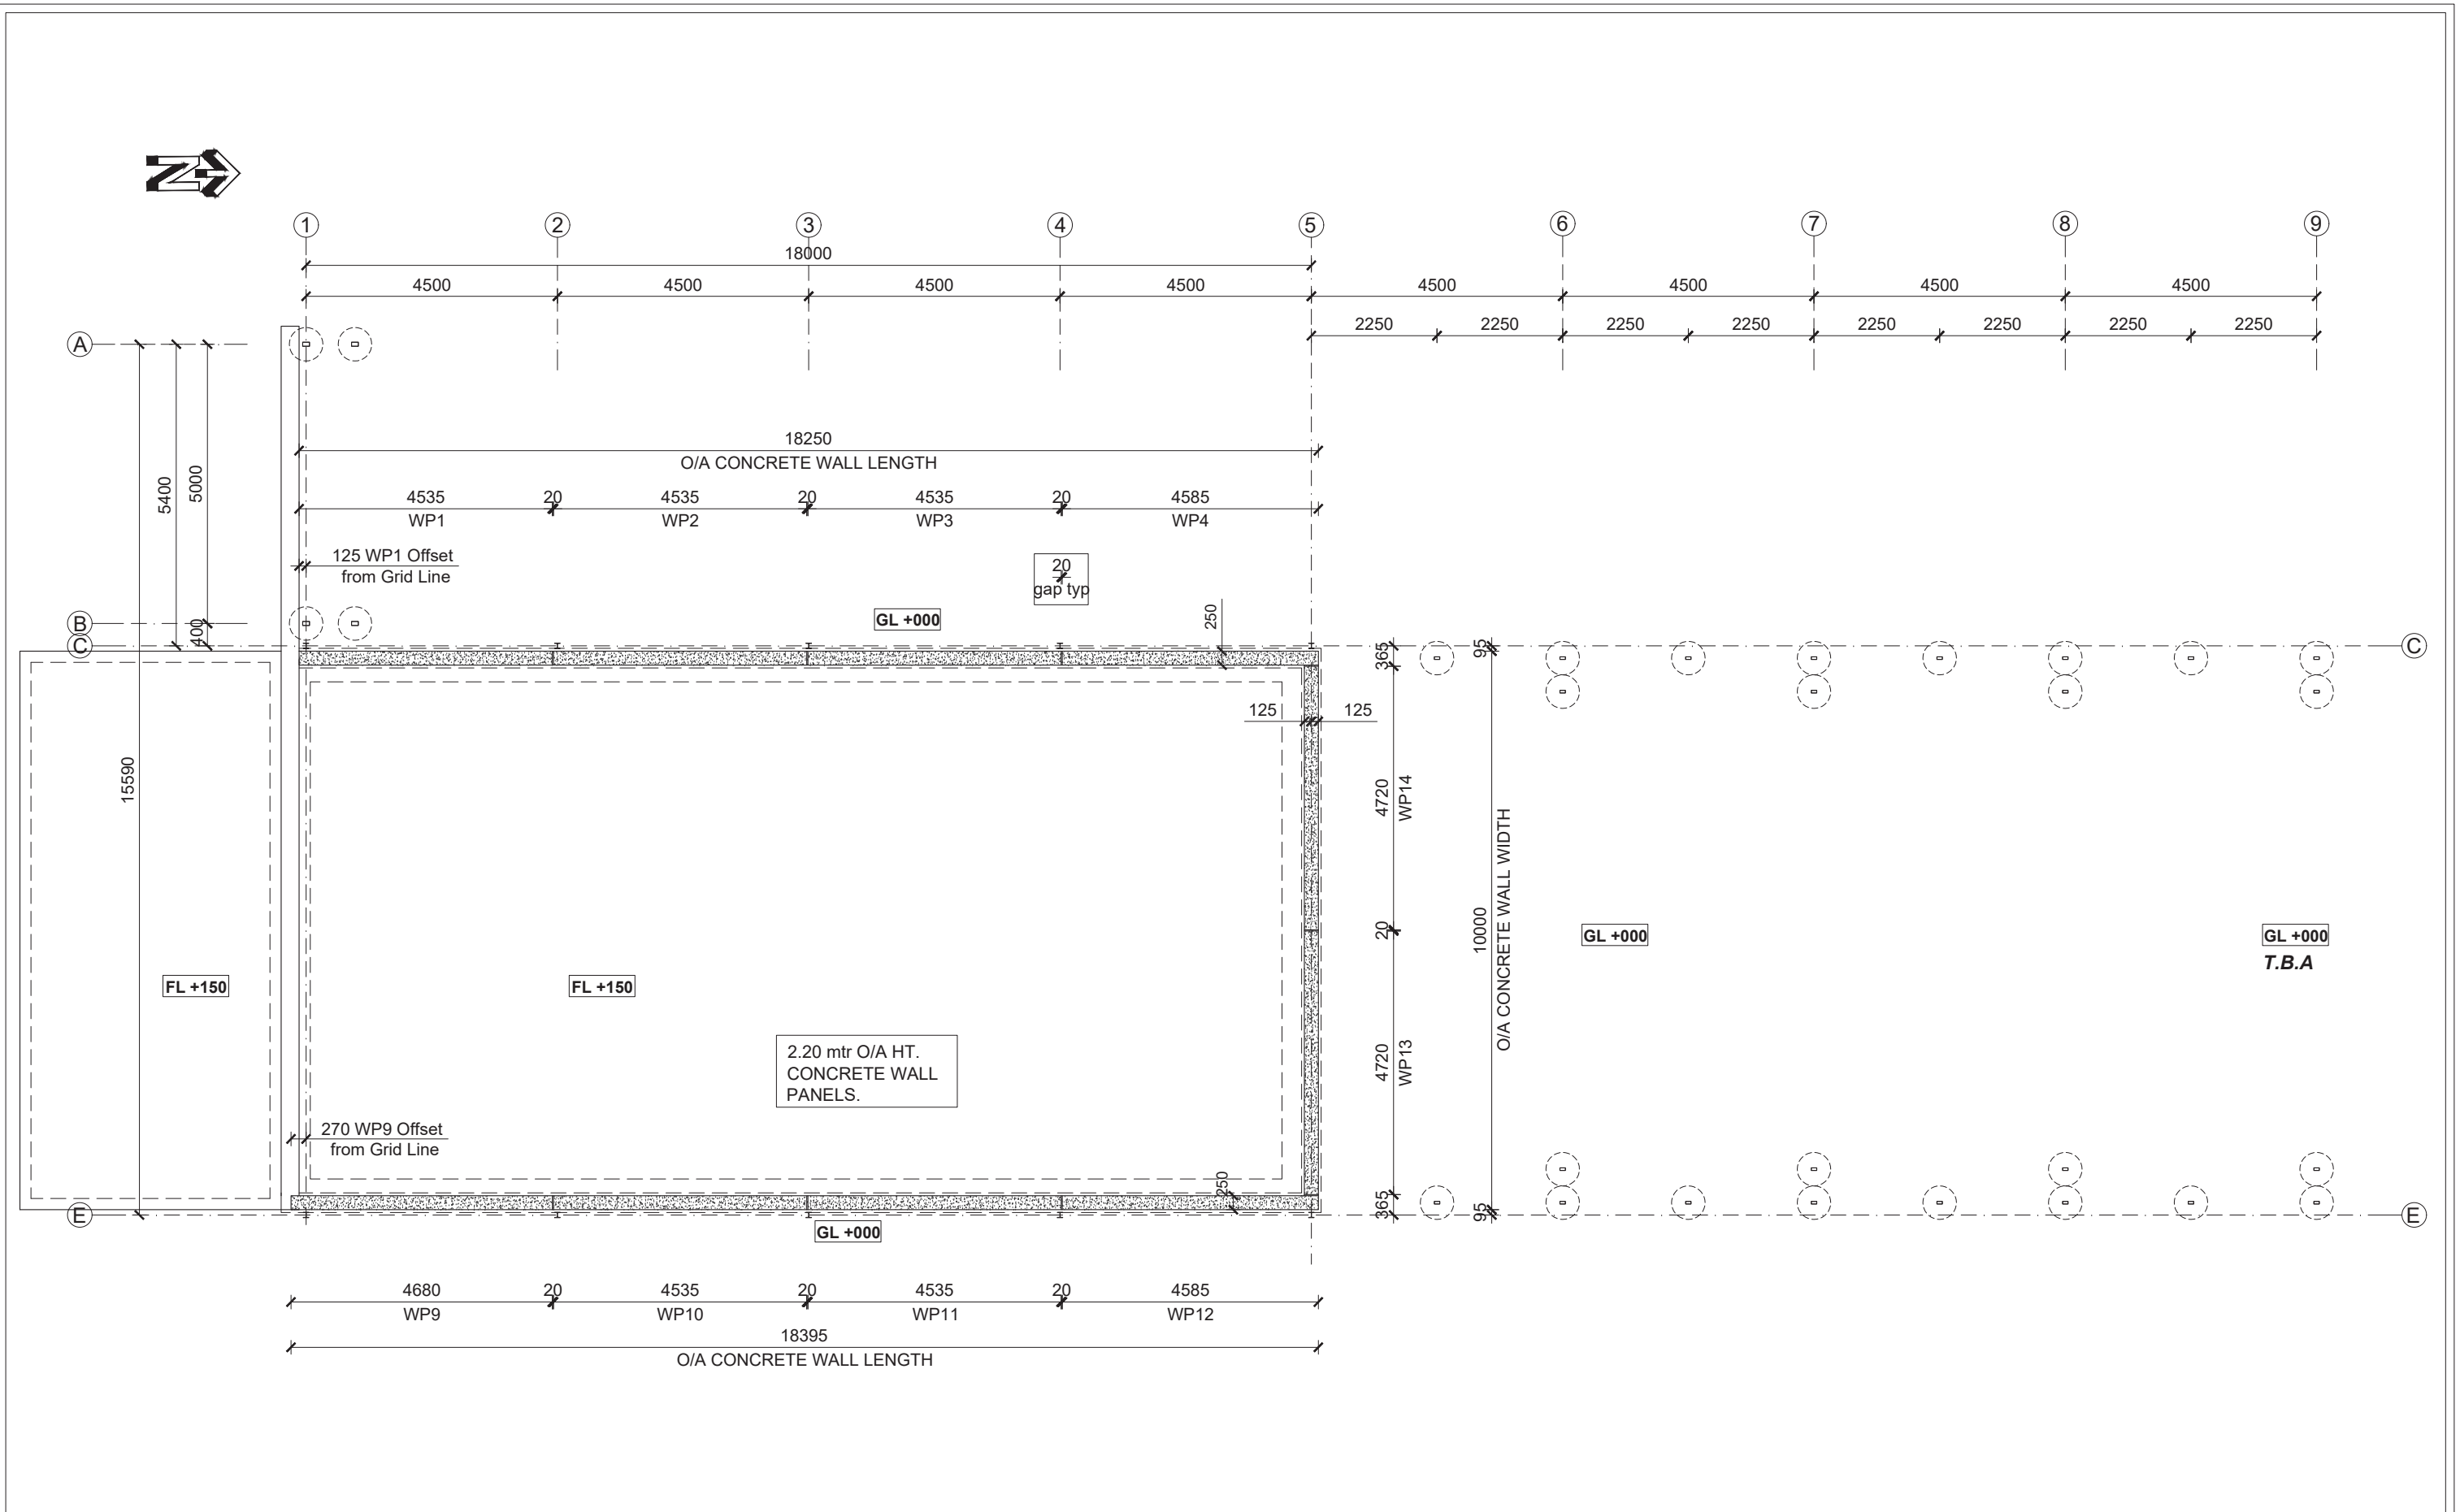 N
1 2 3 4 5 6 7 8 9
18000
4500 4500 4500 4500 4500 4500 4500 4500
2250 2250 2250 2250 2250 2250 2250 2250
A
18250
O/A CONCRETE WALL LENGTH
5400
5000
4535 20 4535 20 4535 20 4585
WP1 WP2 WP3 WP4
125 WP1 Offset
from Grid Line
20
gap typ
B
400
GL +000
250
C
365
95
C
125 125
15590
4720
WP14
20
10000
O/A CONCRETE WALL WIDTH
GL +000
GL +000
T.B.A
FL +150
FL +150
2.20 mtr O/A HT.
CONCRETE WALL
PANELS.
4720
WP13
270 WP9 Offset
from Grid Line
250
365
95
E
E
GL +000
4680 20 4535 20 4535 20 4585
WP9 WP10 WP11 WP12
18395
O/A CONCRETE WALL LENGTH